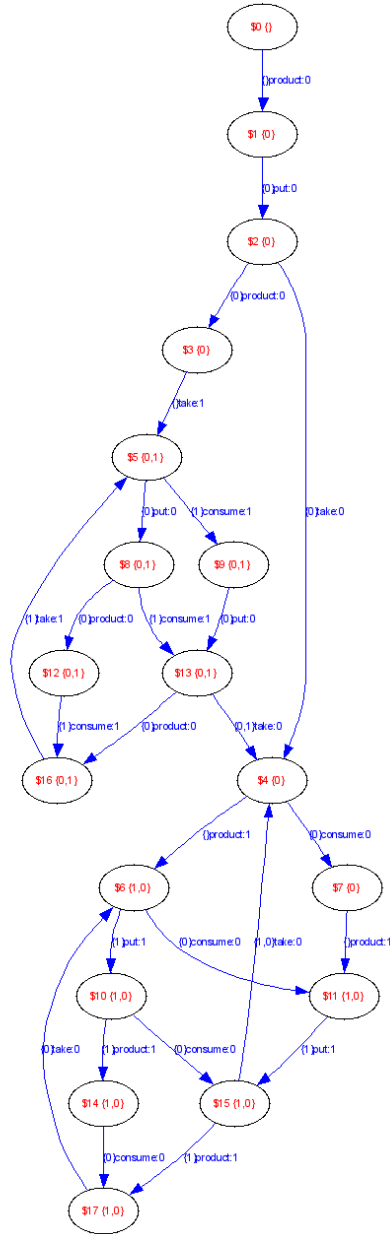 $0 {}
{}product:0
$1 {0}
{0}put:0
$2 {0}
{0}product:0
$3 {0}
{}take:1
{0}take:0
$5 {0,1}
{0}put:0
{1}consume:1
$8 {0,1}
$9 {0,1}
{1}take:1
{0}product:0
{1}consume:1
{0}put:0
$12 {0,1}
$13 {0,1}
{1}consume:1
{0}product:0
{0,1}take:0
$16 {0,1}
$4 {0}
{}product:1
{0}consume:0
$6 {1,0}
$7 {0}
{1}put:1
{0}consume:0
{1,0}take:0
{}product:1
$10 {1,0}
$11 {1,0}
{0}take:0
{1}product:1
{0}consume:0
{1}put:1
$14 {1,0}
$15 {1,0}
{0}consume:0
{1}product:1
$17 {1,0}